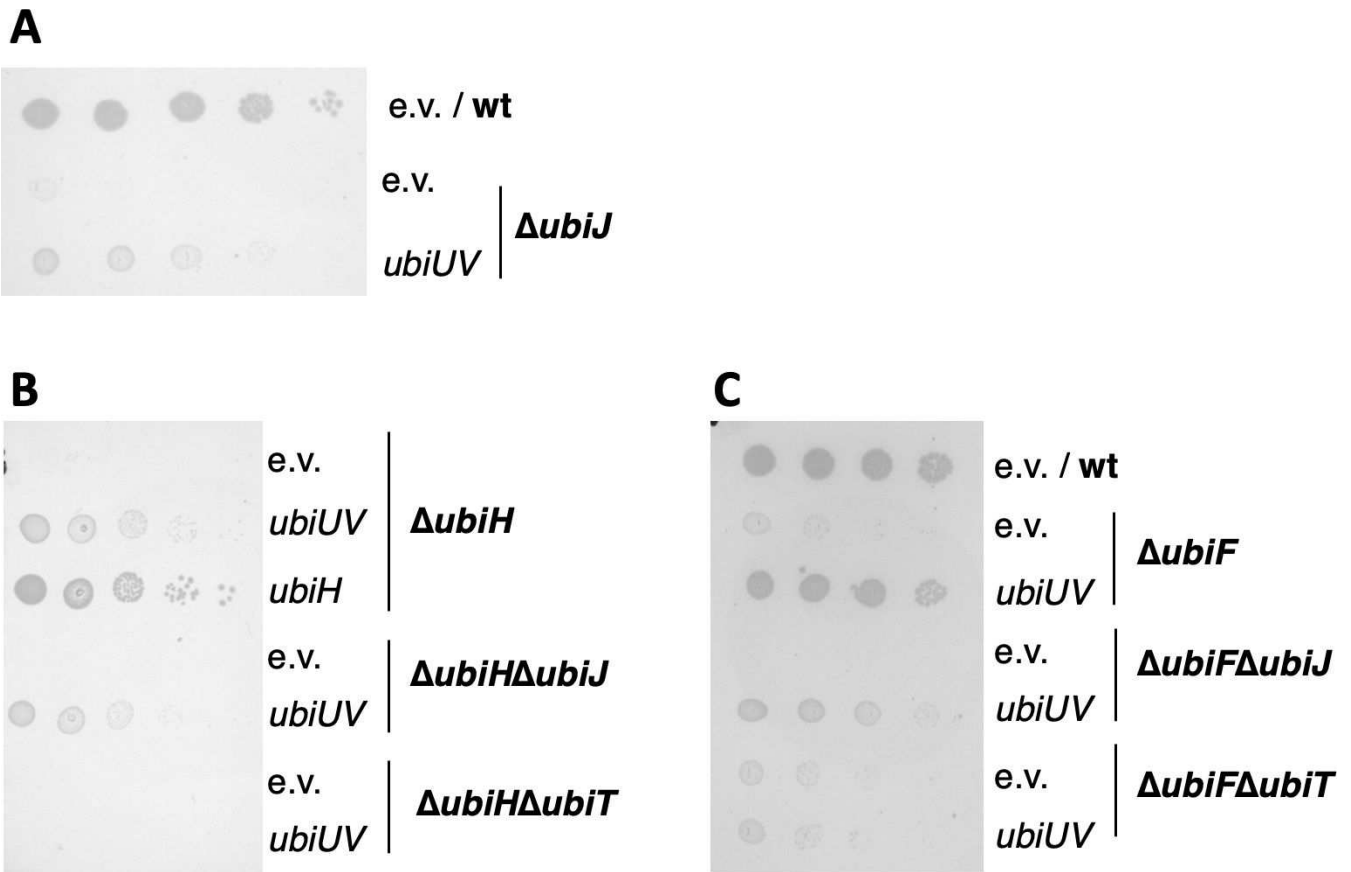 A
e.v. / wt
e.v.
ubiUV
ΔubiJ
B
e.v.
ubiUV
ubiH
ΔubiH
e.v.
ubiUV
ΔubiHΔubiJ
e.v.
ubiUV
ΔubiHΔubiT
C
e.v. / wt
e.v.
ubiUV
ΔubiF
e.v.
ubiUV
ΔubiFΔubiJ
e.v.
ubiUV
ΔubiFΔubiT